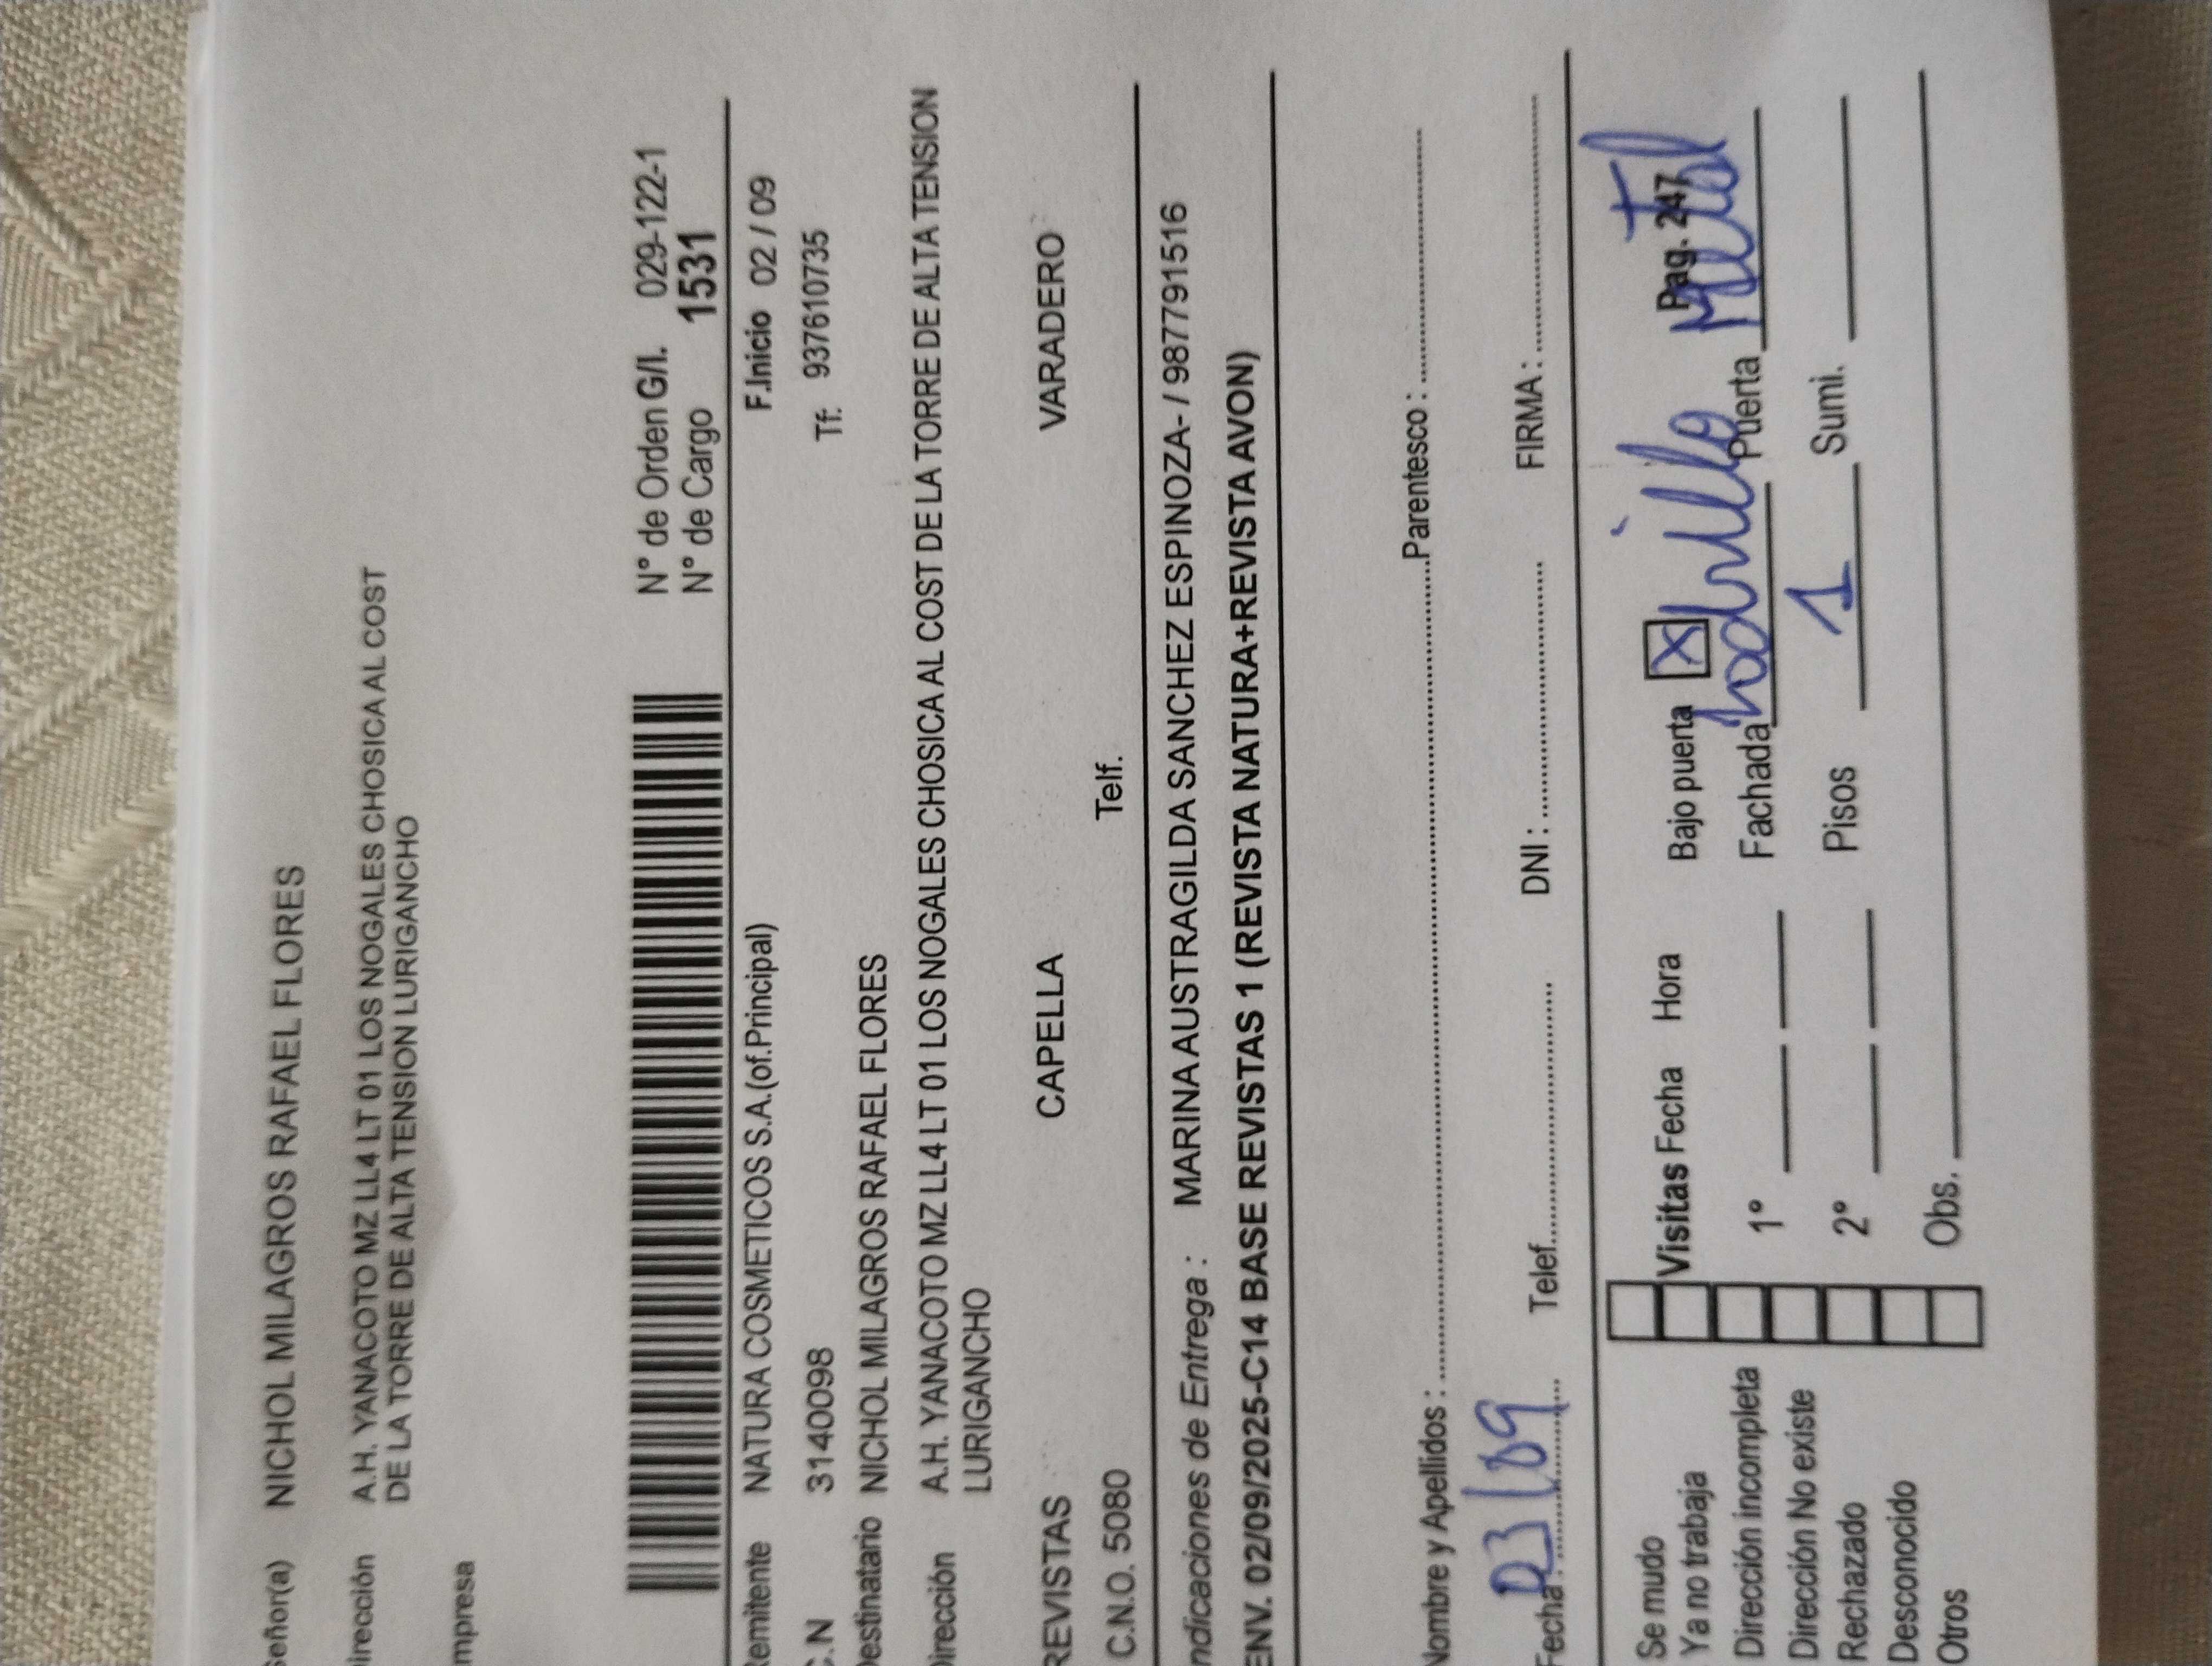 Señor(a) NICHOL MILAGROS RAFAEL FLORES
Dirección A.H. YANACOTO MZ LL4 LT 01 LOS NOGALES CHOSICA AL COST
DE LA TORRE DE ALTA TENSION LURIGANCHO
Empresa
N° de Orden G/I. 029-122-1
N° de Cargo 1531
Remitente NATURA COSMETICOS S.A.(of.Principal) F.Inicio 02 / 09
C.N 3140098 Tf: 937610735
Destinatario NICHOL MILAGROS RAFAEL FLORES
Dirección A.H. YANACOTO MZ LL4 LT 01 LOS NOGALES CHOSICA AL COST DE LA TORRE DE ALTA TENSION
LURIGANCHO
REVISTAS CAPELLA VARADERO
C.N.O. 5080 Telf.
Indicaciones de Entrega : MARINA AUSTRAGILDA SANCHEZ ESPINOZA- / 987791516
ENV. 02/09/2025-C14 BASE REVISTAS 1 (REVISTA NATURA+REVISTA AVON)
Nombre y Apellidos : Parentesco :
Fecha : 03/09 Telef. DNI : FIRMA :
Se mudo
Ya no trabaja
Dirección incompleta
Dirección No existe
Rechazado
Desconocido
Otros
Visitas Fecha Hora Bajo puerta X Pag. 247
1° Fachada ladrillo Puerta Metal
2° Pisos 1 Sumi.
Obs.